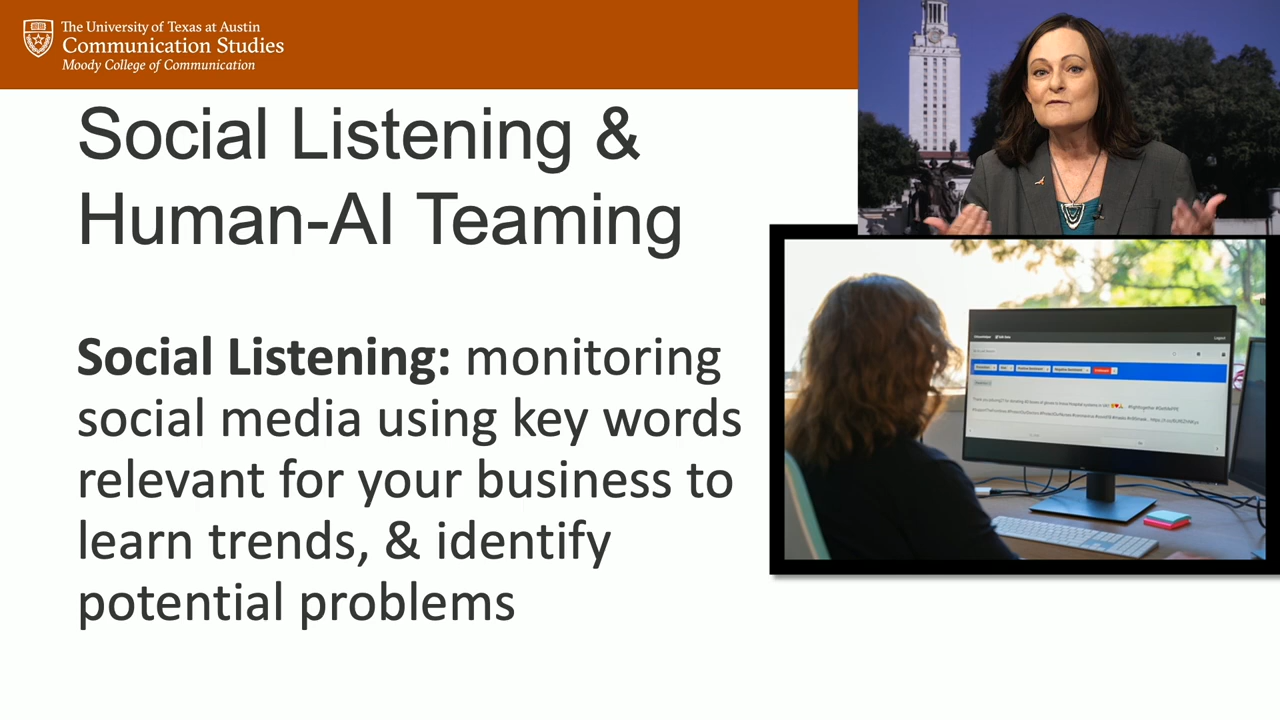 The University of Texas at Austin
Communication Studies
Moody College of Communication
Social Listening &
Human-AI Teaming
Social Listening: monitoring
social media using key words
relevant for your business to
learn trends, & identify
potential problems
Logout